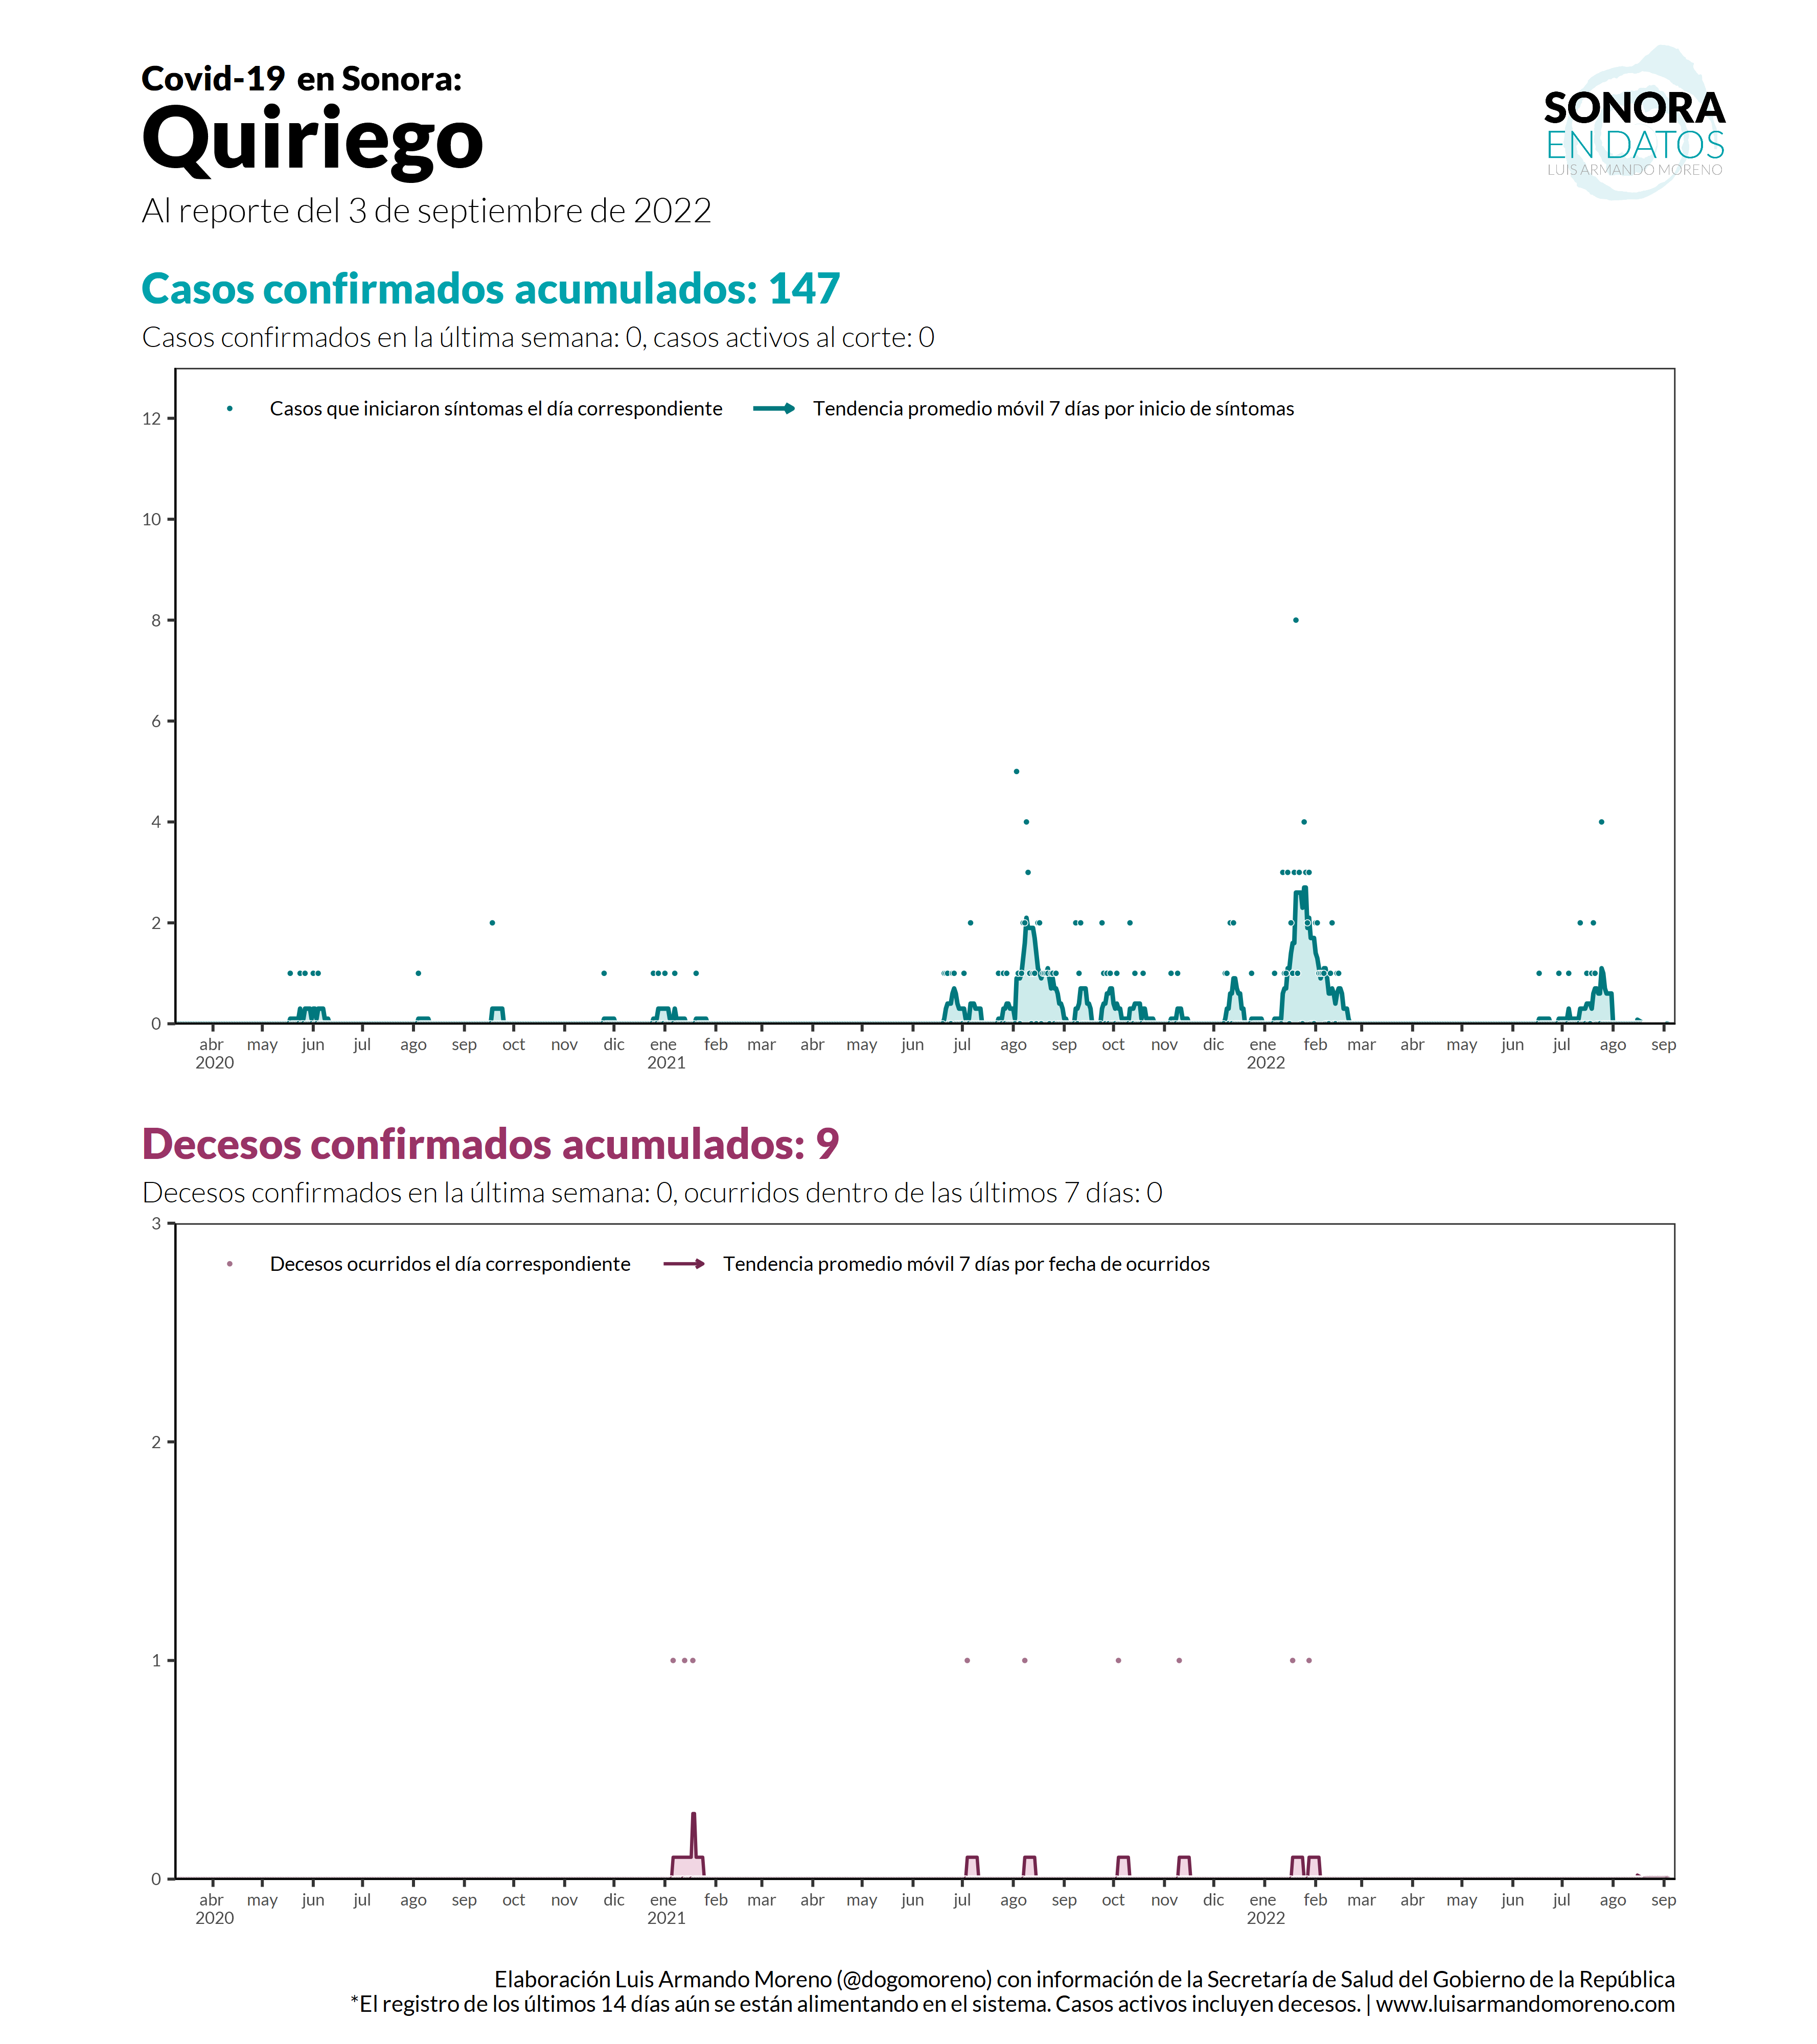 Covid-19 en Sonora:
Quiriego
Al reporte del 3 de septiembre de 2022
SONORA
EN DATOS
LUIS ARMANDO MORENO
Casos confirmados acumulados: 147
Casos confirmados en la última semana: 0, casos activos al corte: 0
Casos que iniciaron síntomas el día correspondiente Tendencia promedio móvil 7 días por inicio de síntomas
12
10
8
6
4
2
0
abr may jun jul ago sep oct nov dic ene feb mar abr may jun jul ago sep oct nov dic ene feb mar abr may jun jul ago sep
2020 2021 2022
Decesos confirmados acumulados: 9
Decesos confirmados en la última semana: 0, ocurridos dentro de las últimos 7 días: 0
3
Decesos ocurridos el día correspondiente Tendencia promedio móvil 7 días por fecha de ocurridos
2
1
0
abr may jun jul ago sep oct nov dic ene feb mar abr may jun jul ago sep oct nov dic ene feb mar abr may jun jul ago sep
2020 2021 2022
Elaboración Luis Armando Moreno (@dogomoreno) con información de la Secretaría de Salud del Gobierno de la República
*El registro de los últimos 14 días aún se están alimentando en el sistema. Casos activos incluyen decesos. | www.luisarmandomoreno.com